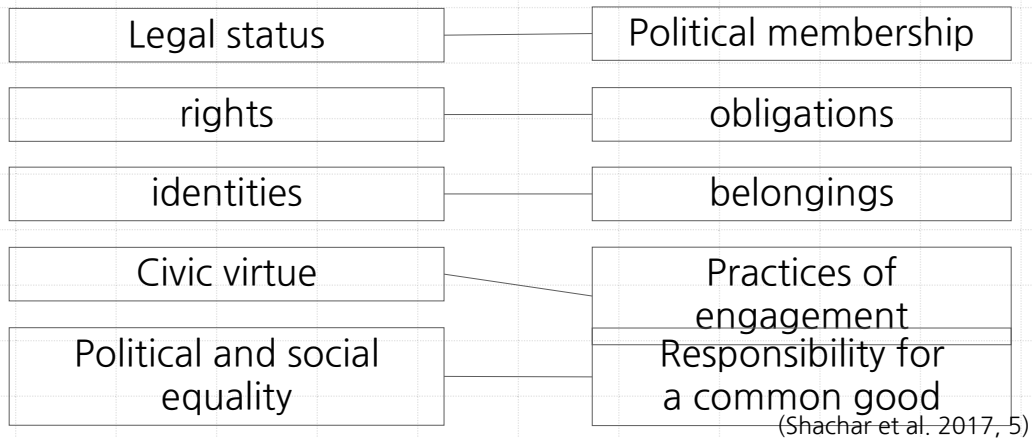 Legal status
Political membership
rights
obligations
identities
belongings
Civic virtue
Practices of
engagement
Political and social
equality
Responsibility for
a common good
(Shachar et al. 2017, 5)